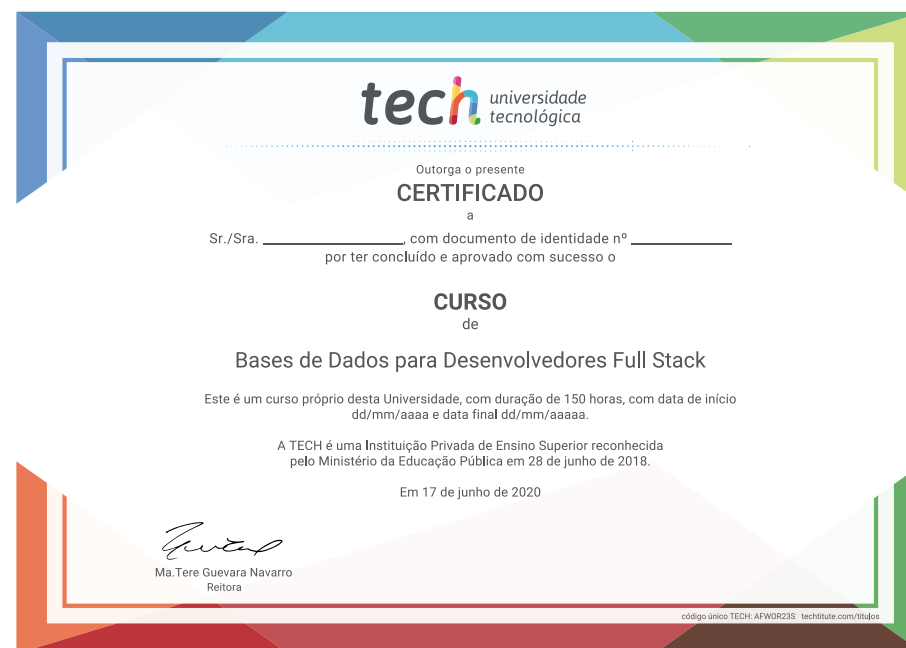 tech universidade
tecnológica
Outorga o presente
CERTIFICADO
a
Sr./Sra. ________________, com documento de identidade nº ____________
por ter concluído e aprovado com sucesso o
CURSO
de
Bases de Dados para Desenvolvedores Full Stack
Este é um curso próprio desta Universidade, com duração de 150 horas, com data de início
dd/mm/aaaa e data final dd/mm/aaaaa.
A TECH é uma Instituição Privada de Ensino Superior reconhecida
pelo Ministério da Educação Pública em 28 de junho de 2018.
Em 17 de junho de 2020
Ma.Tere Guevara Navarro
Reitora
código único TECH: AFWOR23S techtitute.com/titulos